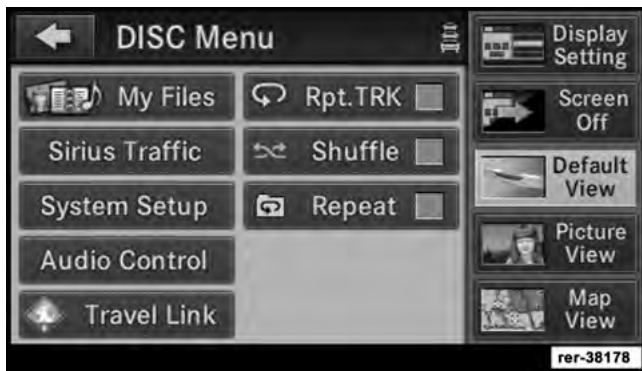 DISC Menu
My Files
Sirius Traffic
System Setup
Audio Control
Travel Link
Rpt.TRK
Shuffle
Repeat
Display
Setting
Screen
Off
Default
View
Picture
View
Map
View
rer-38178